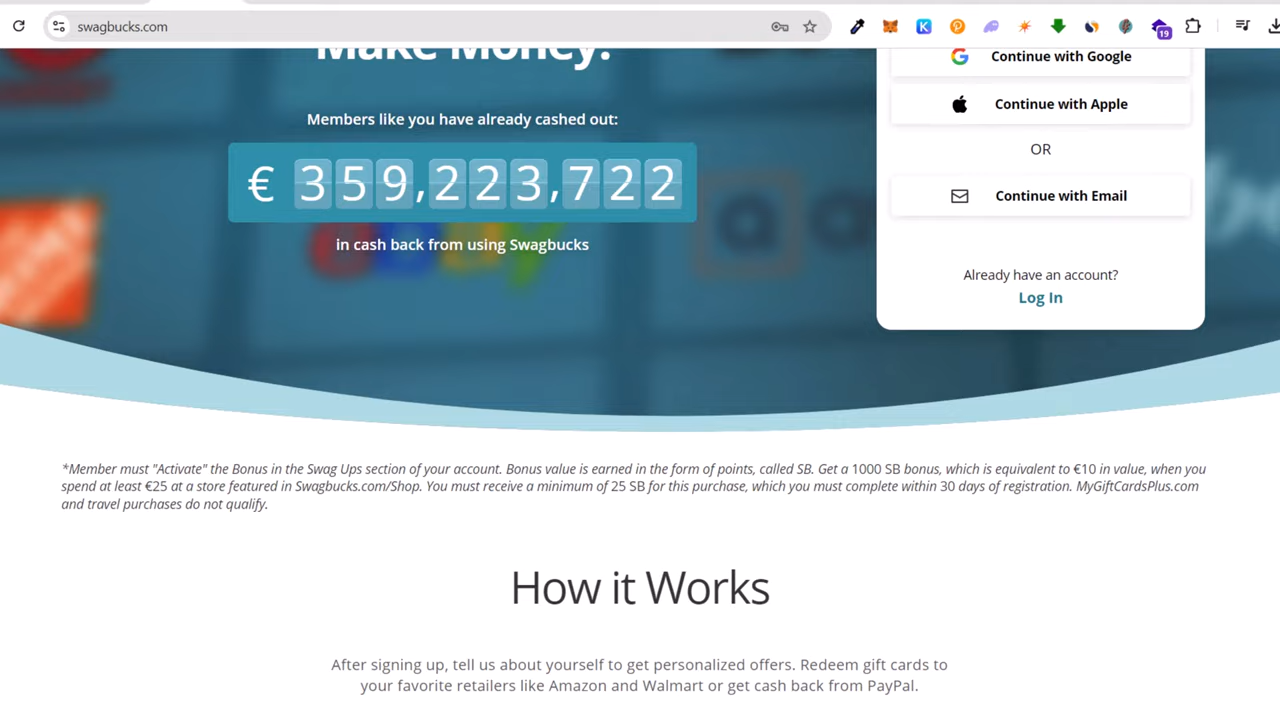 swagbucks.com
19
Make Money!
Members like you have already cashed out:
€ 359,223,722
in cash back from using Swagbucks
ebay
a
Continue with Google
Continue with Apple
OR
Continue with Email
Already have an account?
Log In
*Member must "Activate" the Bonus in the Swag Ups section of your account. Bonus value is earned in the form of points, called SB. Get a 1000 SB bonus, which is equivalent to €10 in value, when you
spend at least €25 at a store featured in Swagbucks.com/Shop. You must receive a minimum of 25 SB for this purchase, which you must complete within 30 days of registration. MyGiftCardsPlus.com
and travel purchases do not qualify.
How it Works
After signing up, tell us about yourself to get personalized offers. Redeem gift cards to
your favorite retailers like Amazon and Walmart or get cash back from PayPal.